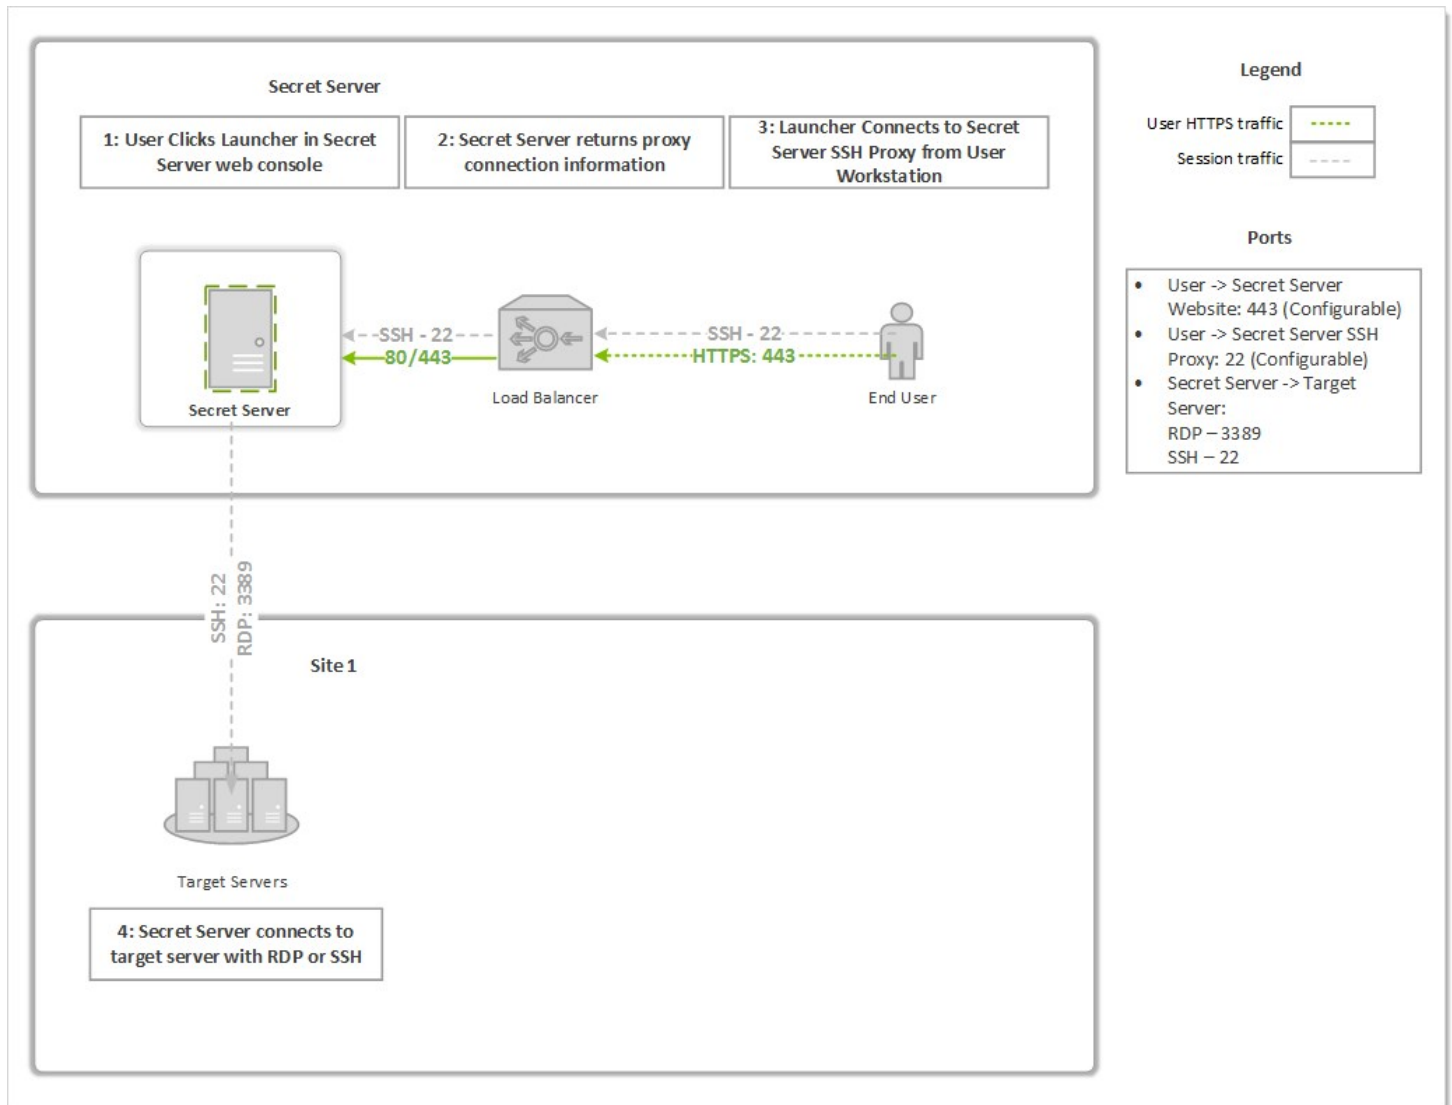 Secret Server
1: User Clicks Launcher in Secret
Server web console
2: Secret Server returns proxy
connection information
3: Launcher Connects to Secret
Server SSH Proxy from User
Workstation
SSH - 22
80/443
SSH - 22
HTTPS: 443
Secret Server
Load Balancer
End User
Legend
User HTTPS traffic
Session traffic
Ports
• User -> Secret Server
Website: 443 (Configurable)
• User -> Secret Server SSH
Proxy: 22 (Configurable)
• Secret Server -> Target
Server:
RDP – 3389
SSH – 22
SSH: 22
RDP: 3389
Site 1
Target Servers
4: Secret Server connects to
target server with RDP or SSH